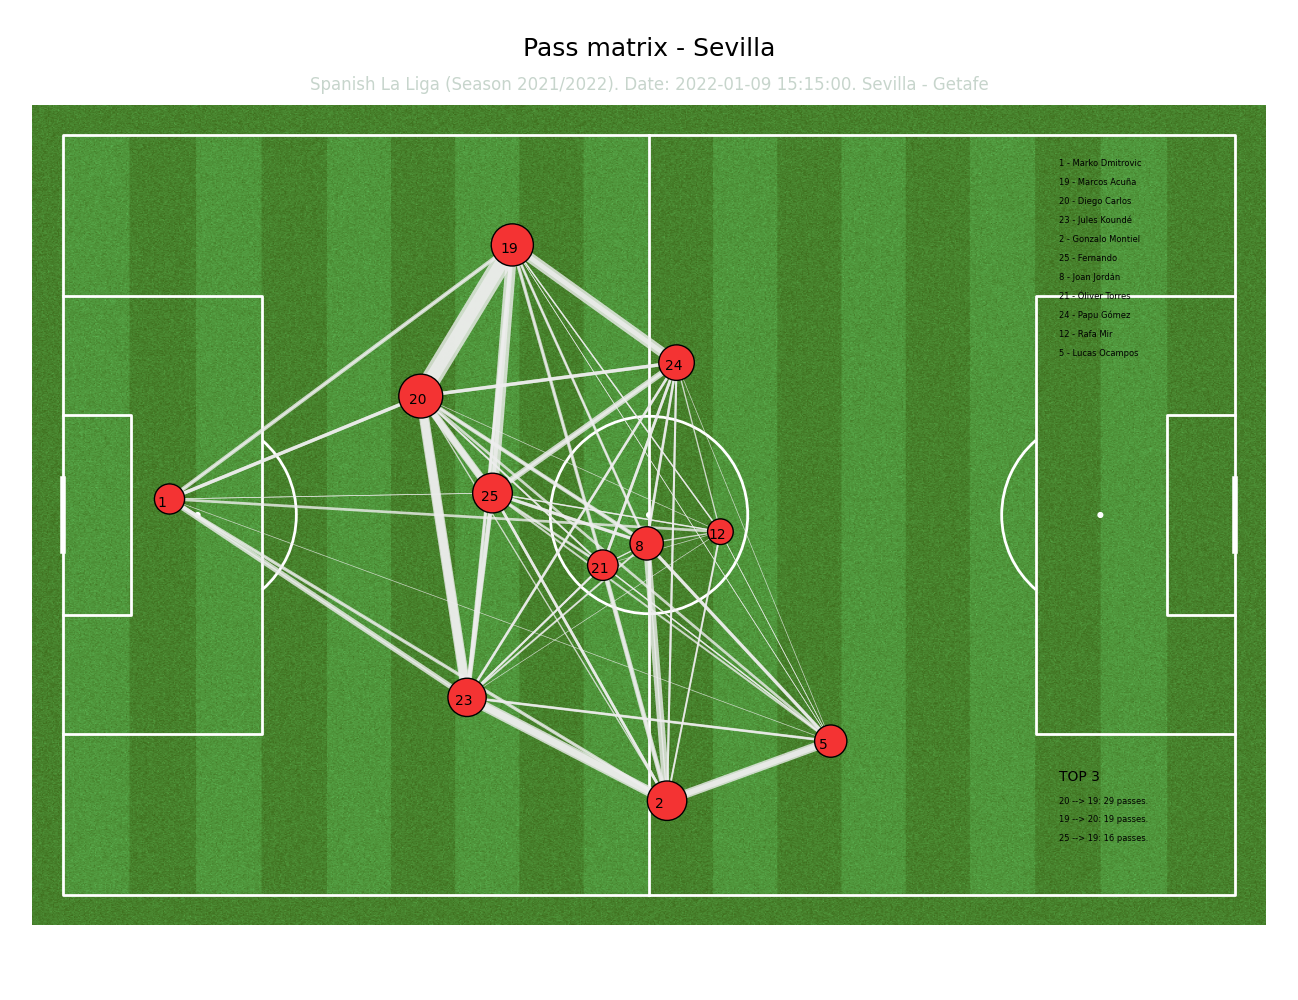 Pass matrix - Sevilla
Spanish La Liga (Season 2021/2022). Date: 2022-01-09 15:15:00. Sevilla - Getafe
1 - Marko Dmitrovic
19 - Marcos Acuña
20 - Diego Carlos
23 - Jules Koundé
2 - Gonzalo Montiel
25 - Fernando
8 - Joan Jordán
21 - Óliver Torres
24 - Papu Gómez
12 - Rafa Mir
5 - Lucas Ocampos
19
24
20
25
1
12
8
21
23
5
2
TOP 3
20 --> 19: 29 passes.
19 --> 20: 19 passes.
25 --> 19: 16 passes.